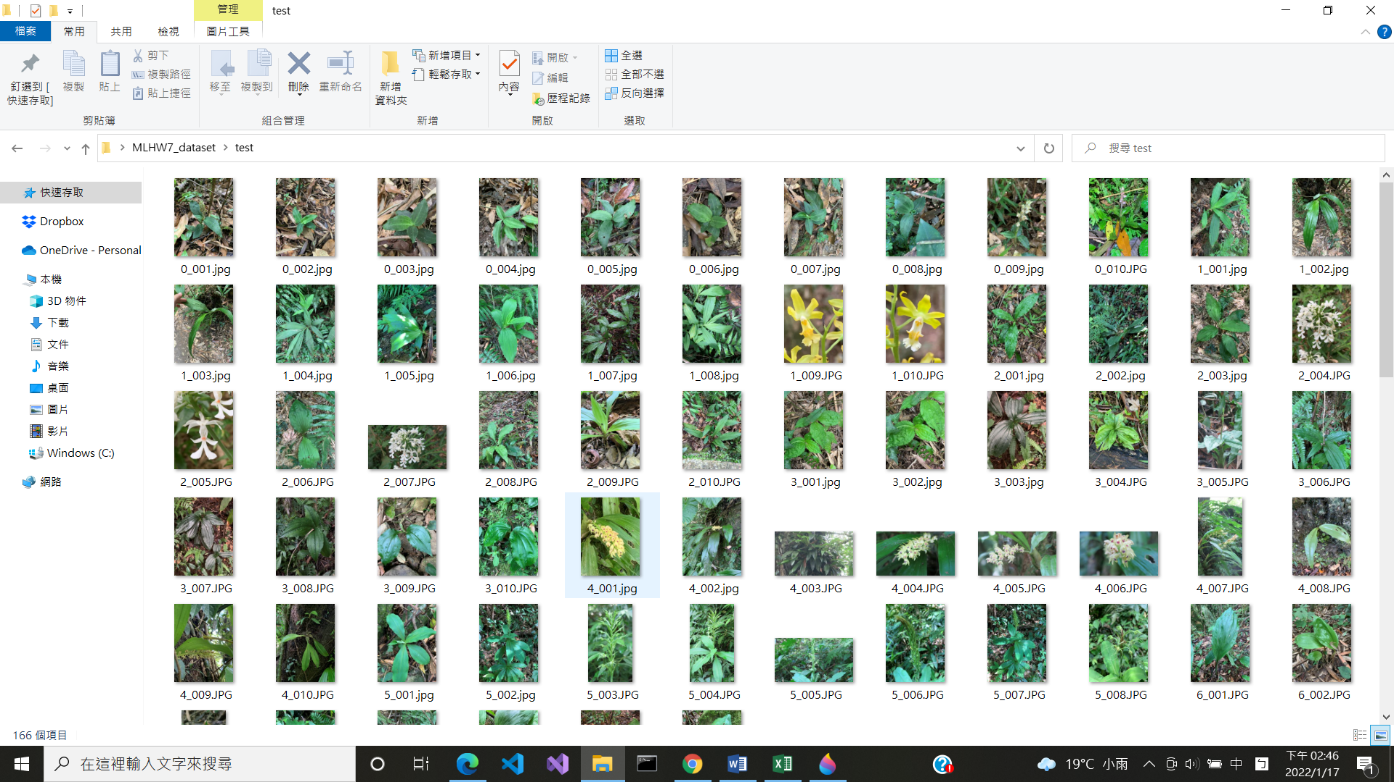 管理
test
檔案
常用
共用
檢視
圖片工具
釘選到 [
快速存取]
複製
貼上
剪下
複製路徑
貼上捷徑
剪貼簿
移至
複製到
刪除
重新命名
組合管理
新增
資料夾
新增項目
輕鬆存取
新增
內容
開啟
編輯
歷程記錄
開啟
全選
全部不選
反向選擇
選取
MLHW7_dataset > test
搜尋 test
快速存取
Dropbox
OneDrive - Personal
本機
3D 物件
下載
文件
音樂
桌面
圖片
影片
Windows (C:)
網路
0_001.jpg 0_002.jpg 0_003.jpg 0_004.jpg 0_005.jpg 0_006.jpg 0_007.jpg 0_008.jpg 0_009.jpg 0_010.JPG 1_001.jpg 1_002.jpg
1_003.jpg 1_004.jpg 1_005.jpg 1_006.jpg 1_007.jpg 1_008.jpg 1_009.JPG 1_010.JPG 2_001.jpg 2_002.jpg 2_003.jpg 2_004.JPG
2_005.JPG 2_006.JPG 2_007.JPG 2_008.JPG 2_009.JPG 2_010.JPG 3_001.jpg 3_002.jpg 3_003.jpg 3_004.JPG 3_005.JPG 3_006.JPG
3_007.JPG 3_008.JPG 3_009.JPG 3_010.JPG 4_001.jpg 4_002.jpg 4_003.JPG 4_004.JPG 4_005.JPG 4_006.JPG 4_007.JPG 4_008.JPG
4_009.JPG 4_010.JPG 5_001.jpg 5_002.jpg 5_003.JPG 5_004.JPG 5_005.JPG 5_006.JPG 5_007.JPG 5_008.JPG 6_001.JPG 6_002.JPG
166 個項目
在這裡輸入文字來搜尋
19°C 小雨
中
下午 02:46
2022/1/17
1